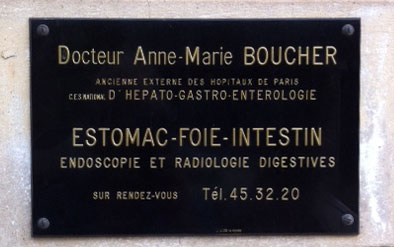 Docteur Anne-Marie BOUCHER
ANCIENNE EXTERNE DES HOPITAUX DE PARIS
C.E.S. NATIONAL D'HEPATO-GASTRO-ENTEROLOGIE
ESTOMAC-FOIE-INTESTIN
ENDOSCOPIE ET RADIOLOGIE DIGESTIVES
SUR RENDEZ-VOUS Tél. 45.32.20